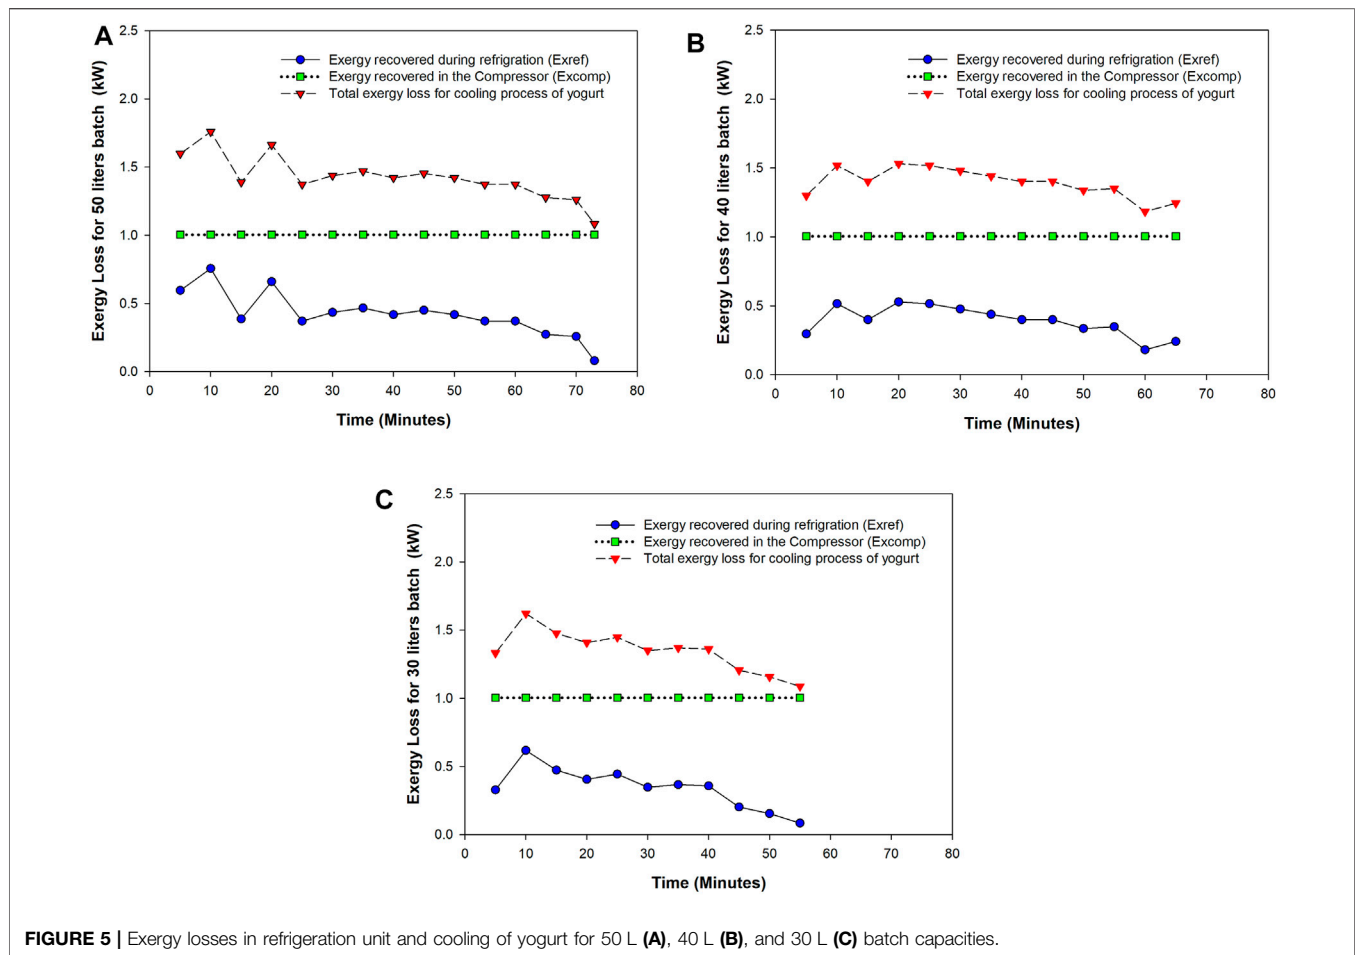 A
Exergy Loss for 50 liters batch (kW)
2.5
2.0
1.5
1.0
0.5
0.0
Exergy recovered during refrigration (Exref)
Exergy recovered in the Compressor (Excomp)
Total exergy loss for cooling process of yogurt
0 10 20 30 40 50 60 70 80
Time (Minutes)
B
Exergy Loss for 40 liters batch (kW)
2.5
2.0
1.5
1.0
0.5
0.0
Exergy recovered during refrigration (Exref)
Exergy recovered in the Compressor (Excomp)
Total exergy loss for cooling process of yogurt
0 10 20 30 40 50 60 70 80
Time (Minutes)
C
Exergy Loss for 30 liters batch (kW)
2.5
2.0
1.5
1.0
0.5
0.0
Exergy recovered during refrigration (Exref)
Exergy recovered in the Compressor (Excomp)
Total exergy loss for cooling process of yogurt
0 10 20 30 40 50 60 70 80
Time (Minutes)
FIGURE 5 | Exergy losses in refrigeration unit and cooling of yogurt for 50 L (A), 40 L (B), and 30 L (C) batch capacities.